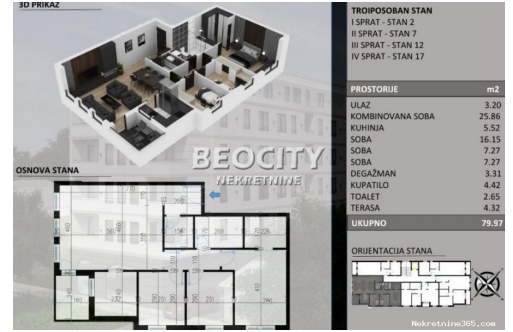 3D PRIKAZ
TROIPOSOBAN STAN
I SPRAT - STAN 2
II SPRAT - STAN 7
III SPRAT - STAN 12
IV SPRAT - STAN 17
PROSTORIJE m2
ULAZ 3.20
KOMBINOVANA SOBA 25.86
KUHINJA 5.52
SOBA 16.15
SOBA 7.27
SOBA 7.27
DEGAŽMAN 3.31
KUPATILO 4.42
TOALET 2.65
TERASA 4.32
UKUPNO 79.97
BEOCITY
NEKRETNINE
OSNOVA STANA
ORIJENTACIJA STANA
Nekretnine365.com